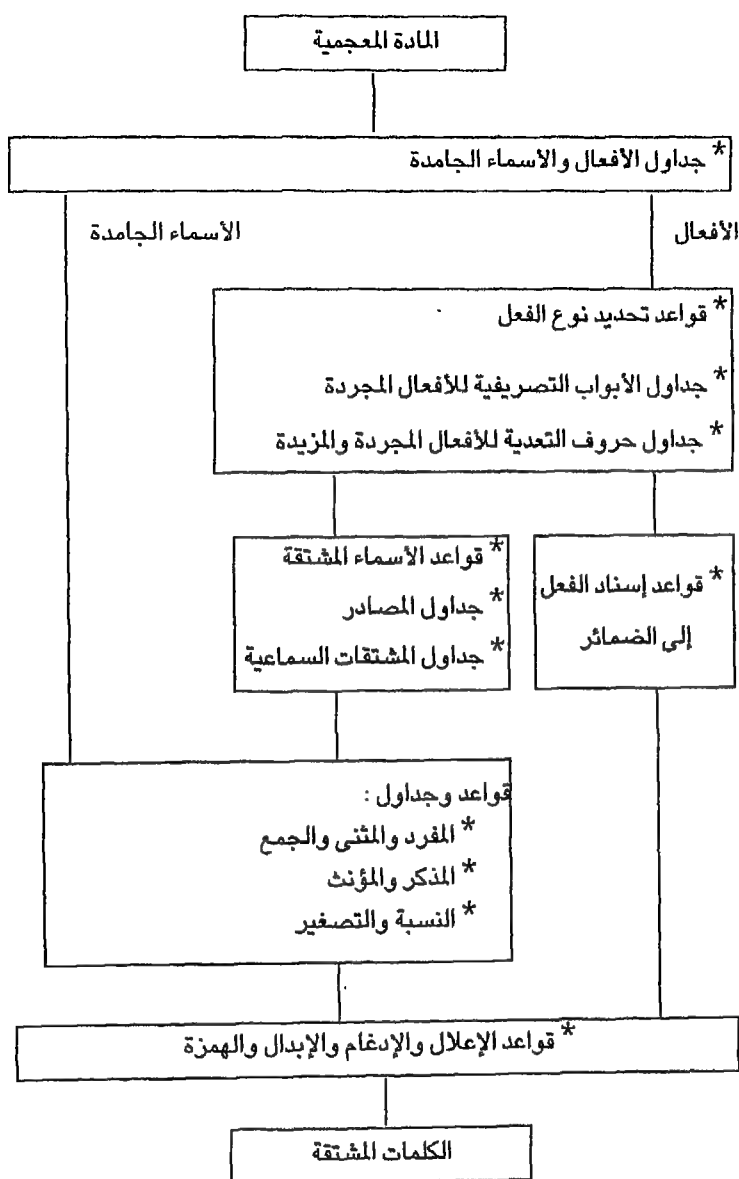 المادة المعجمية
* جداول الأفعال والأسماء الجامدة
الأفعال
الأسماء الجامدة
* قواعد تحديد نوع الفعل
* جداول الأبواب التصريفية للأفعال المجردة
* جداول حروف التعدية للأفعال المجردة والمزيدة
* قواعد إسناد الفعل
إلى الضمائر
* قواعد الأسماء المشتقة
* جداول المصادر
* جداول المشتقات السماعية
قواعد وجداول :
* المفرد والمثنى والجمع
* المذكر والمؤنث
* النسبة والتصغير
* قواعد الإعلال والإدغام والإبدال والهمزة
الكلمات المشتقة